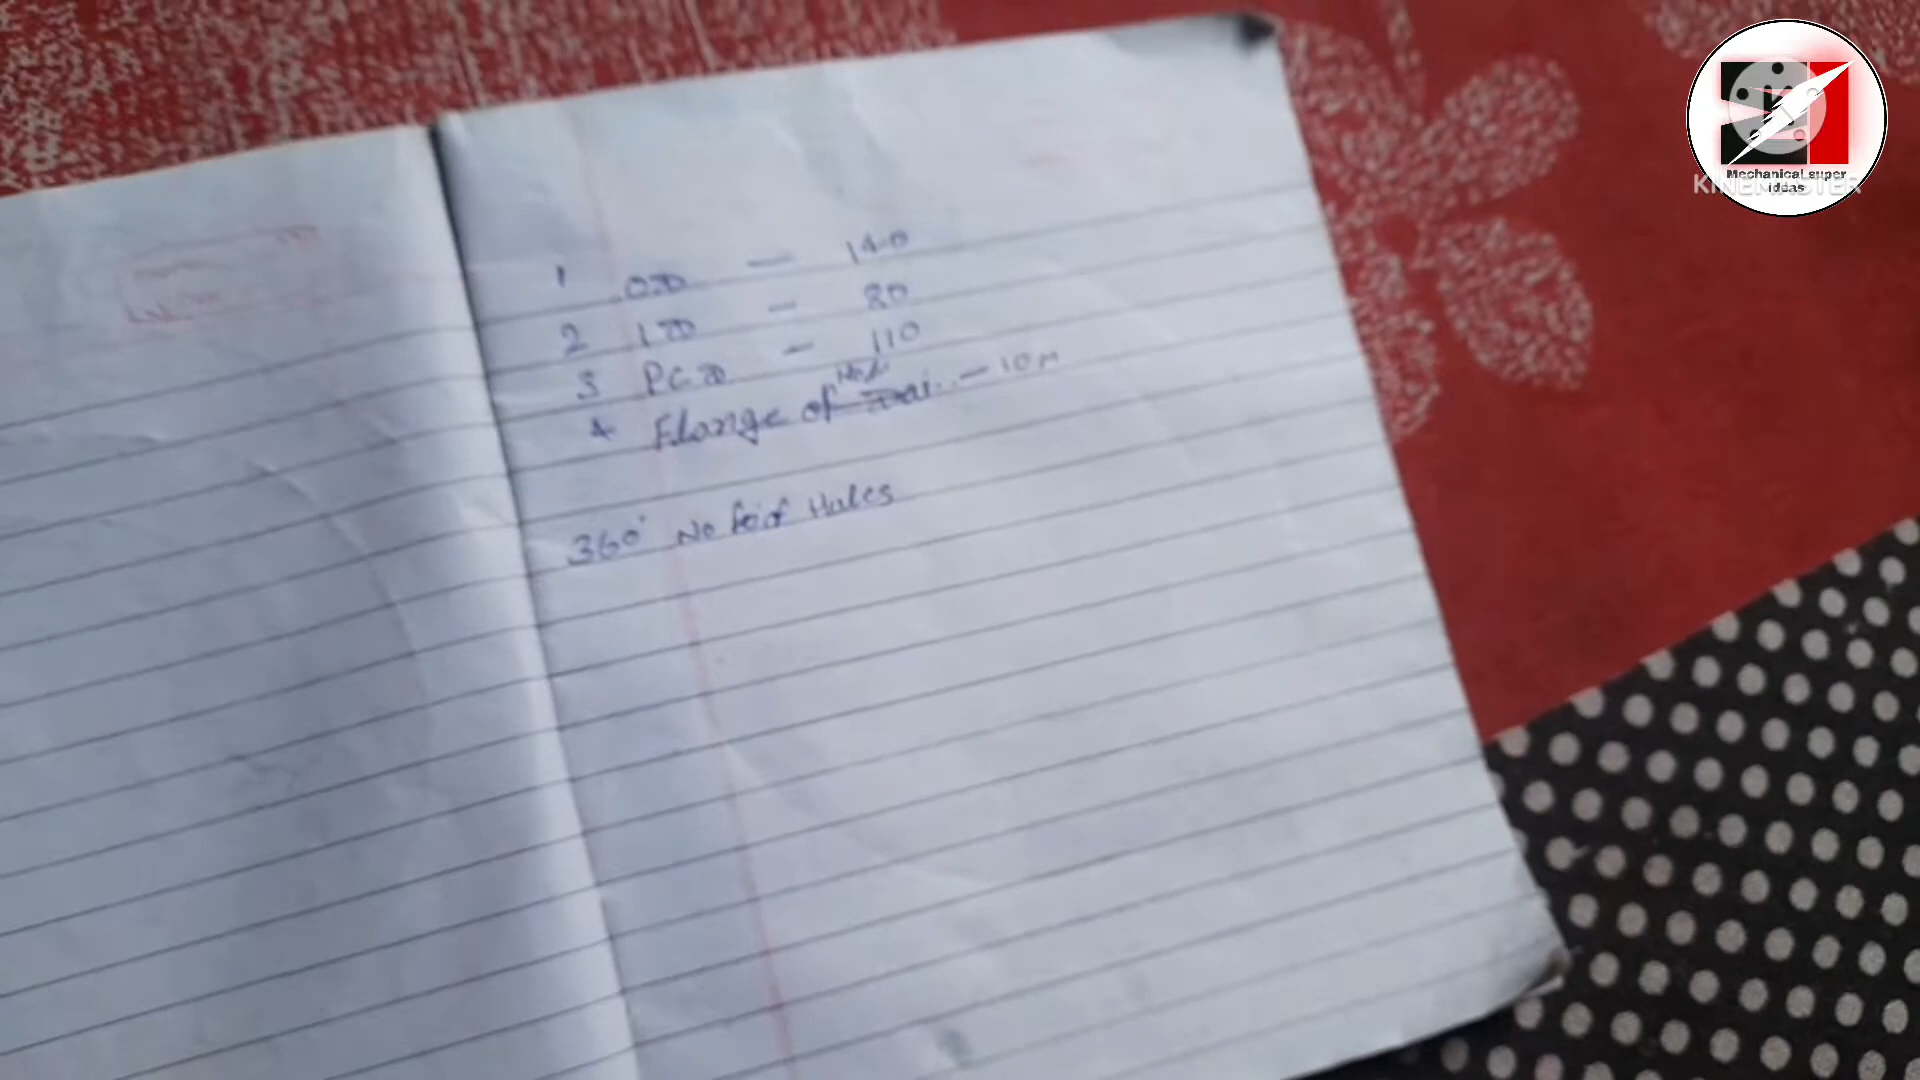 1 OD - 140
2 ID - 80
3 PCD - 110
4 Flange of Hole - 10M
360° No of Holes
Mechanical super
ideas
KINEMASTER